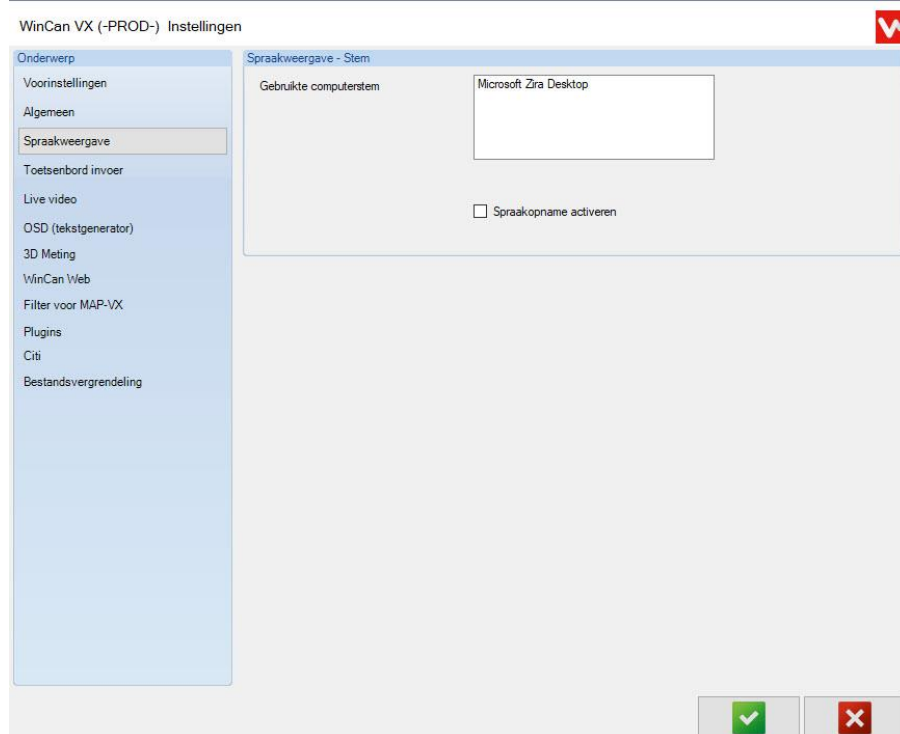 WinCan VX (-PROD-) Instellingen
Onderwerp
Voorinstellingen
Algemeen
Spraakweergave
Toetsenbord invoer
Live video
OSD (tekstgenerator)
3D Meting
WinCan Web
Filter voor MAP-VX
Plugins
Citi
Bestandsvergrendeling
Spraakweergave - Stem
Gebruikte computerstem
Microsoft Zira Desktop
Spraakopname activeren